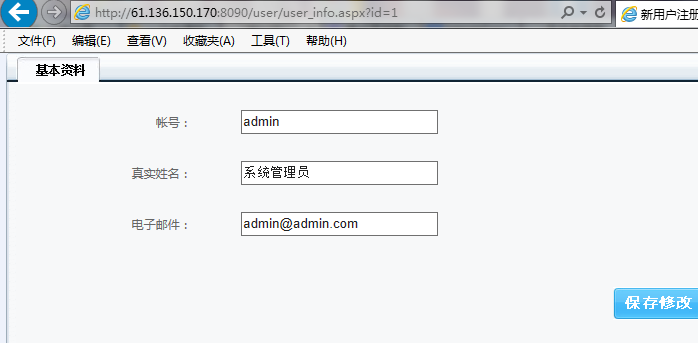 http://61.136.150.170:8090/user/user_info.aspx?id=1
新用户注册
文件(F) 编辑(E) 查看(V) 收藏夹(A) 工具(T) 帮助(H)
基本资料
帐号： admin
真实姓名： 系统管理员
电子邮件： admin@admin.com
保存修改